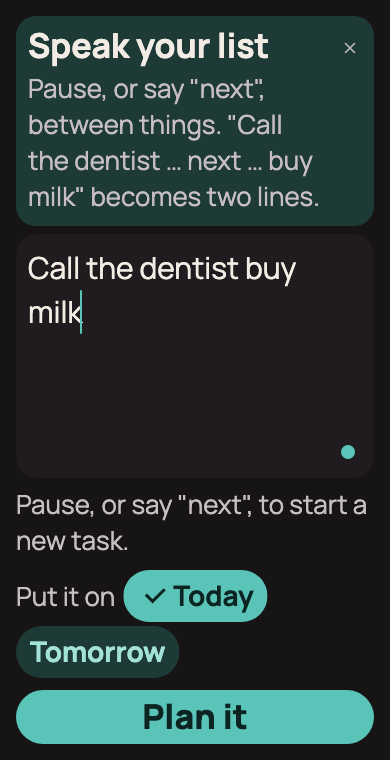 Speak your list
Pause, or say "next",
between things. "Call
the dentist ... next ... buy
milk" becomes two lines.
Call the dentist buy
milk
Pause, or say "next", to start a
new task.
Put it on ✓ Today
Tomorrow
Plan it